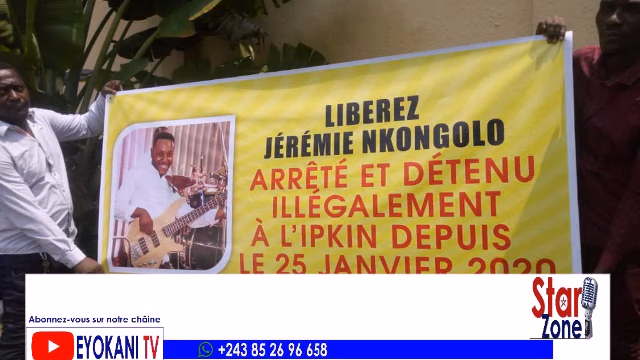 LIBEREZ
JÉRÉMIE NKONGOLO
ARRÊTÉ ET DÉTENU
ILLÉGALEMENT
À L'IPKIN DEPUIS
LE 25 JANVIER 2020
Star
Zone
Abonnez-vous sur notre chaîne
EYOKANI TV
+243 85 26 96 658